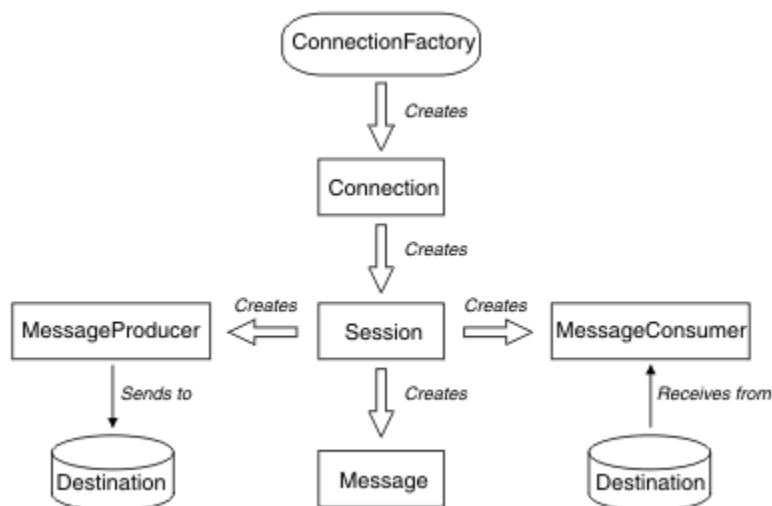 ConnectionFactory
Creates
Connection
Creates
Creates
Creates
MessageProducer
Session
MessageConsumer
Sends to
Creates
Receives from
Destination
Message
Destination